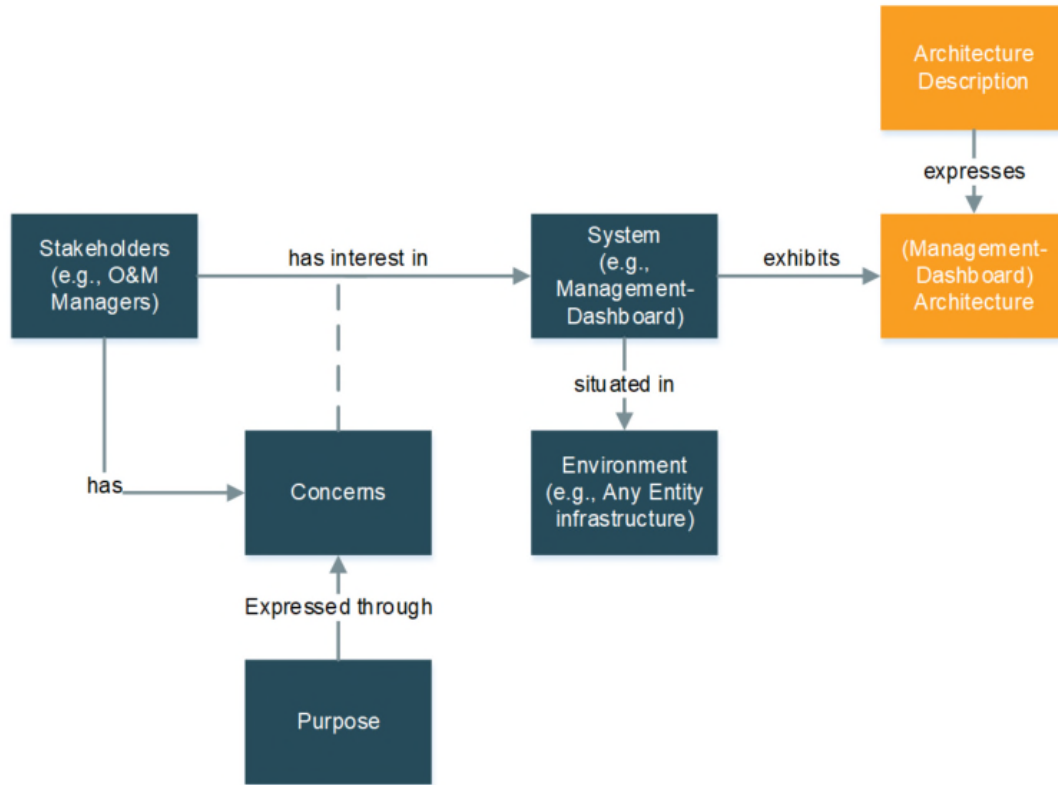 Architecture
Description
expresses
Stakeholders
(e.g., O&M
Managers)
has interest in
System
(e.g.,
Management-
Dashboard)
exhibits
(Management-
Dashboard)
Architecture
situated in
has
Concerns
Environment
(e.g., Any Entity
infrastructure)
Expressed through
Purpose